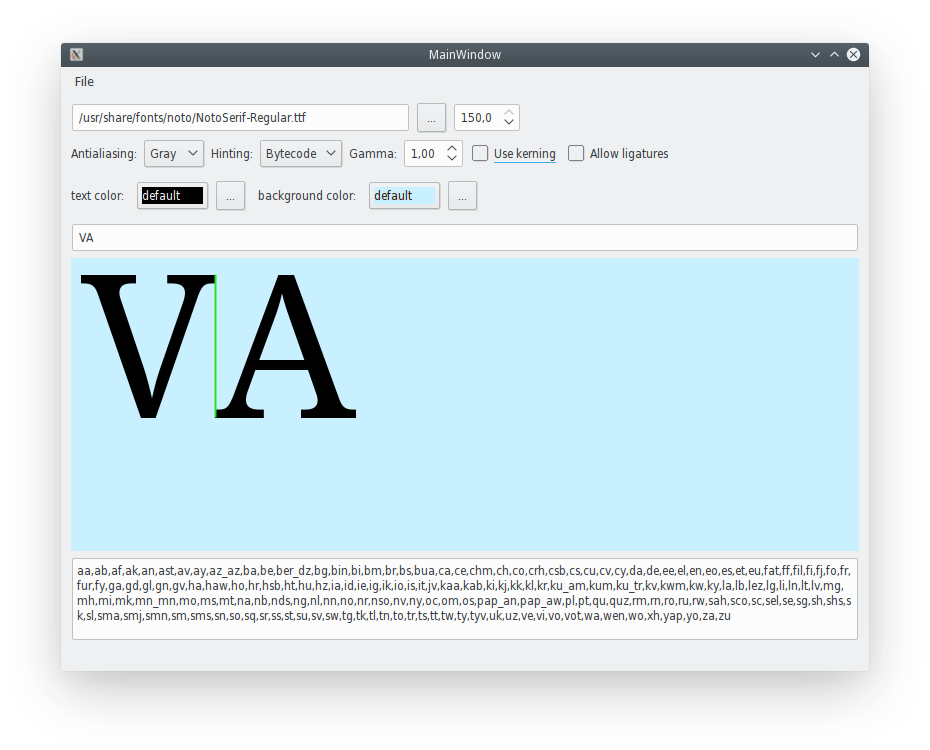 MainWindow
File
/usr/share/fonts/noto/NotoSerif-Regular.ttf ... 150,0
Antialiasing: Gray Hinting: Bytecode Gamma: 1,00 Use kerning Allow ligatures
text color: default ... background color: default ...
VA
VA
aa,ab,af,ak,an,ast,av,ay,az_az,ba,be,ber_dz,bg,bin,bi,bm,br,bs,bua,ca,ce,chm,ch,co,crh,csb,cs,cu,cv,cy,da,de,ee,el,en,eo,es,et,eu,fat,ff,fil,fi,fj,fo,fr,
fur,fy,ga,gd,gl,gn,gv,ha,haw,ho,hr,hsb,ht,hu,hz,ia,id,ie,ig,ik,io,is,it,jv,kaa,kab,ki,kj,kk,kl,kr,ku_am,kum,ku_tr,kv,kwm,kw,ky,la,lb,lez,lg,li,ln,lt,lv,mg,
mh,mi,mk,mn_mn,mo,ms,mt,na,nb,nds,ng,nl,nn,no,nr,nso,nv,ny,oc,om,os,pap_an,pap_aw,pl,pt,qu,quz,rm,rn,ro,ru,rw,sah,sco,sc,sel,se,sg,sh,shs,s
k,sl,sma,smj,smn,sm,sms,sn,so,sq,sr,ss,st,su,sv,sw,tg,tk,tl,tn,to,tr,ts,tt,tw,ty,tyv,uk,uz,ve,vi,vo,vot,wa,wen,wo,xh,yap,yo,za,zu